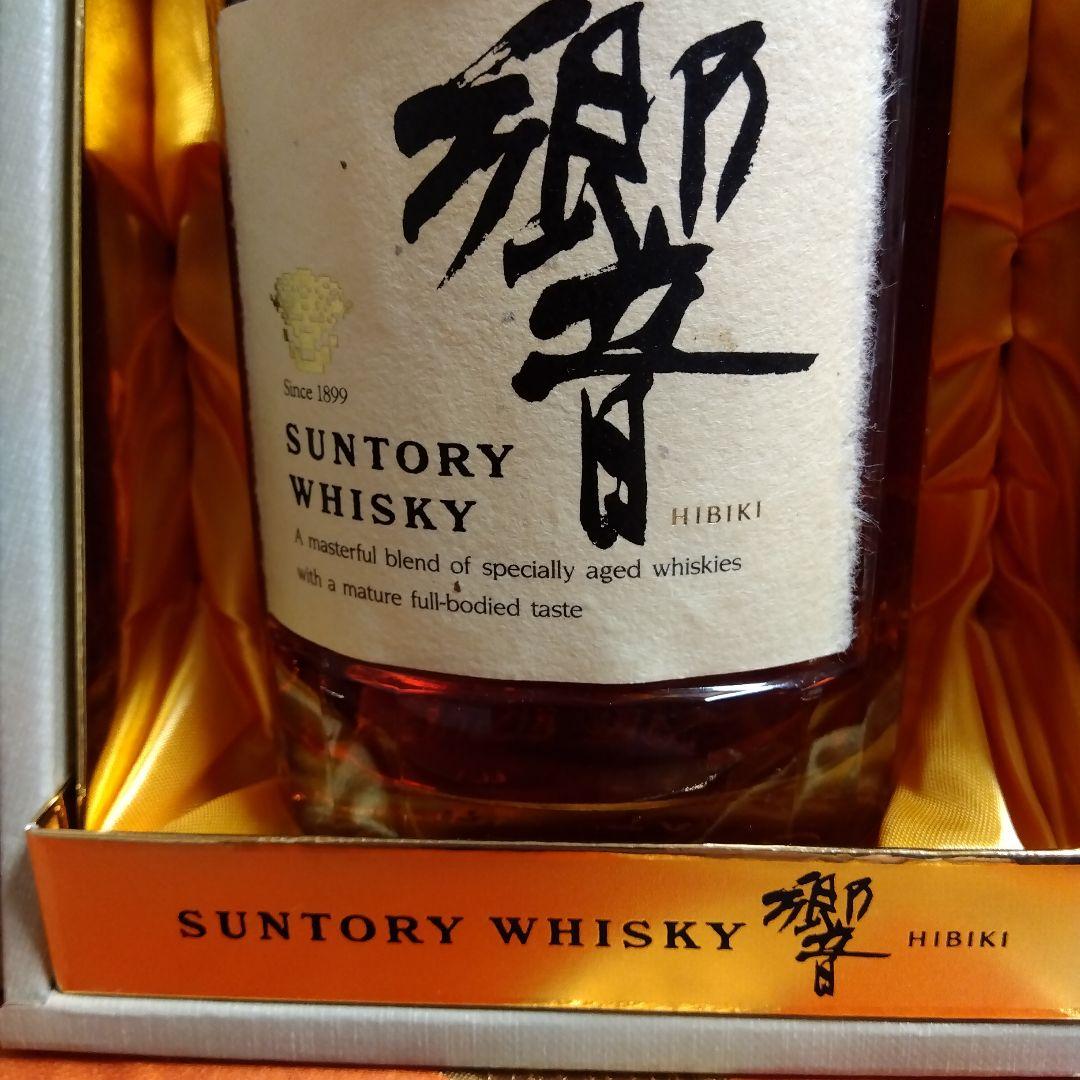 響
Since 1899
SUNTORY
WHISKY
HIBIKI
A masterful blend of specially aged whiskies
with a mature full-bodied taste
SUNTORY WHISKY 響 HIBIKI